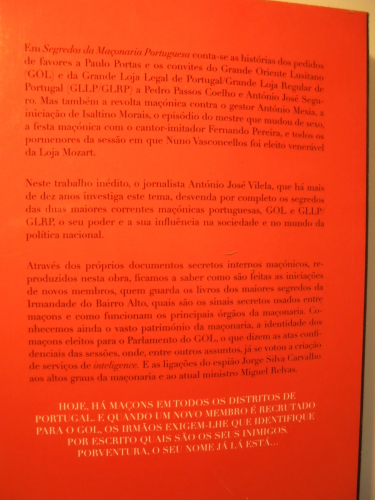 Em Segredos da Maçonaria Portuguesa conta-se as histórias dos pedidos
de favores a Paulo Portas e os convites do Grande Oriente Lusitano
(GOL) e da Grande Loja Legal de Portugal/Grande Loja Regular de
Portugal (GLLP/GLRP) a Pedro Passos Coelho e António José Segu-
ro. Mas também a revolta maçónica contra o gestor António Mexia, a
iniciação de Isaltino Morais, o episódio do mestre que mudou de sexo,
a festa maçónica com o cantor-imitador Fernando Pereira, e todos os
pormenores da sessão em que Nuno Vasconcellos foi eleito venerável
da Loja Mozart.
Neste trabalho inédito, o jornalista António José Vilela, que há mais
de dez anos investiga este tema, desvenda por completo os segredos
das duas maiores correntes maçónicas portuguesas, GOL e GLLP/
GLRP, o seu poder e a sua influência na sociedade e no mundo da
política nacional.
Através dos próprios documentos secretos internos maçónicos, re-
produzidos nesta obra, ficamos a saber como são feitas as iniciações
de novos membros, quem guarda os livros dos maiores segredos da
Irmandade do Bairro Alto, quais são os sinais secretos usados entre
maçons e como funcionam os principais órgãos da maçonaria. Co-
nhecemos ainda o vasto património da maçonaria, a identidade dos
maçons eleitos para o Parlamento do GOL, o que dizem as atas confi-
denciais das sessões, onde, entre outros assuntos, já se votou a criação
de serviços de intelligence. E as ligações do espião Jorge Silva Carvalho
aos altos graus da maçonaria e ao atual ministro Miguel Relvas.
HOJE, HÁ MAÇONS EM TODOS OS DISTRITOS DE
PORTUGAL. E QUANDO UM NOVO MEMBRO É RECRUTADO
PARA O GOL, OS IRMÃOS EXIGEM-LHE QUE IDENTIFIQUE
POR ESCRITO QUAIS SÃO OS SEUS INIMIGOS.
PORVENTURA, O SEU NOME JÁ LÁ ESTÁ...